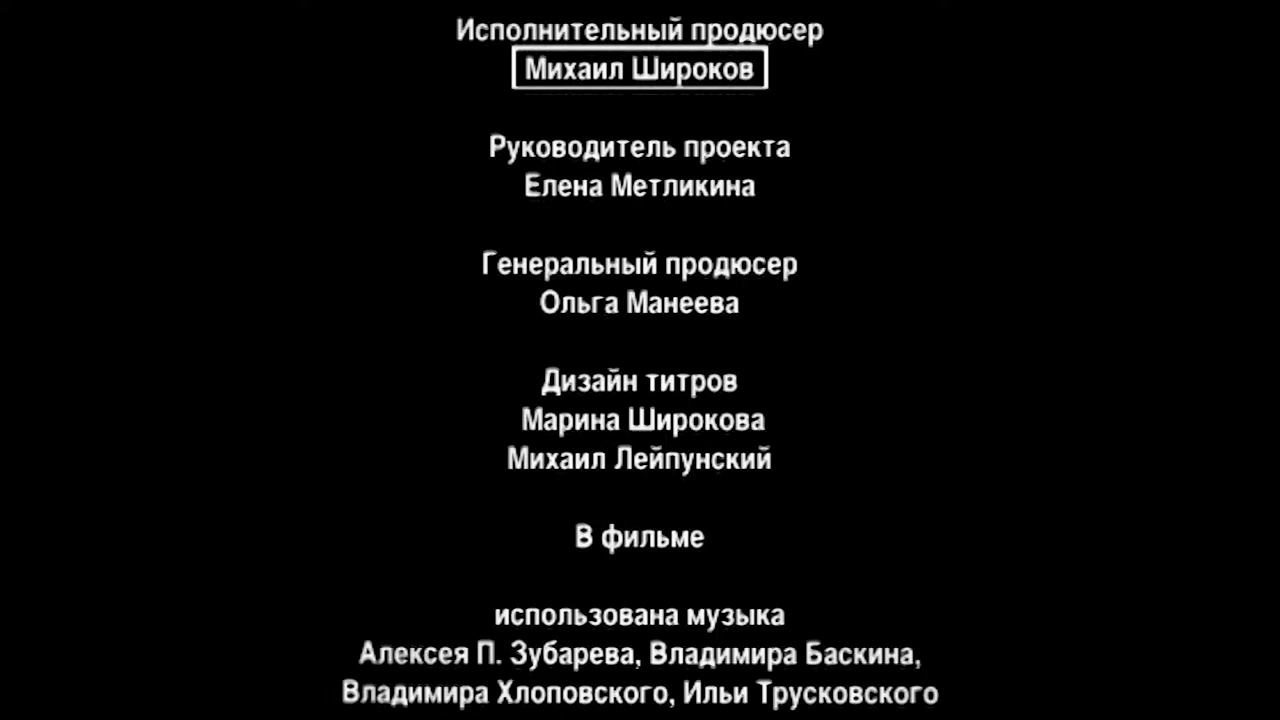 Исполнительный продюсер
Михаил Широков
Руководитель проекта
Елена Метликина
Генеральный продюсер
Ольга Манеева
Дизайн титров
Марина Широкова
Михаил Лейпунский
В фильме
использована музыка
Алексея П. Зубарева, Владимира Баскина,
Владимира Хлоповского, Ильи Трусковского